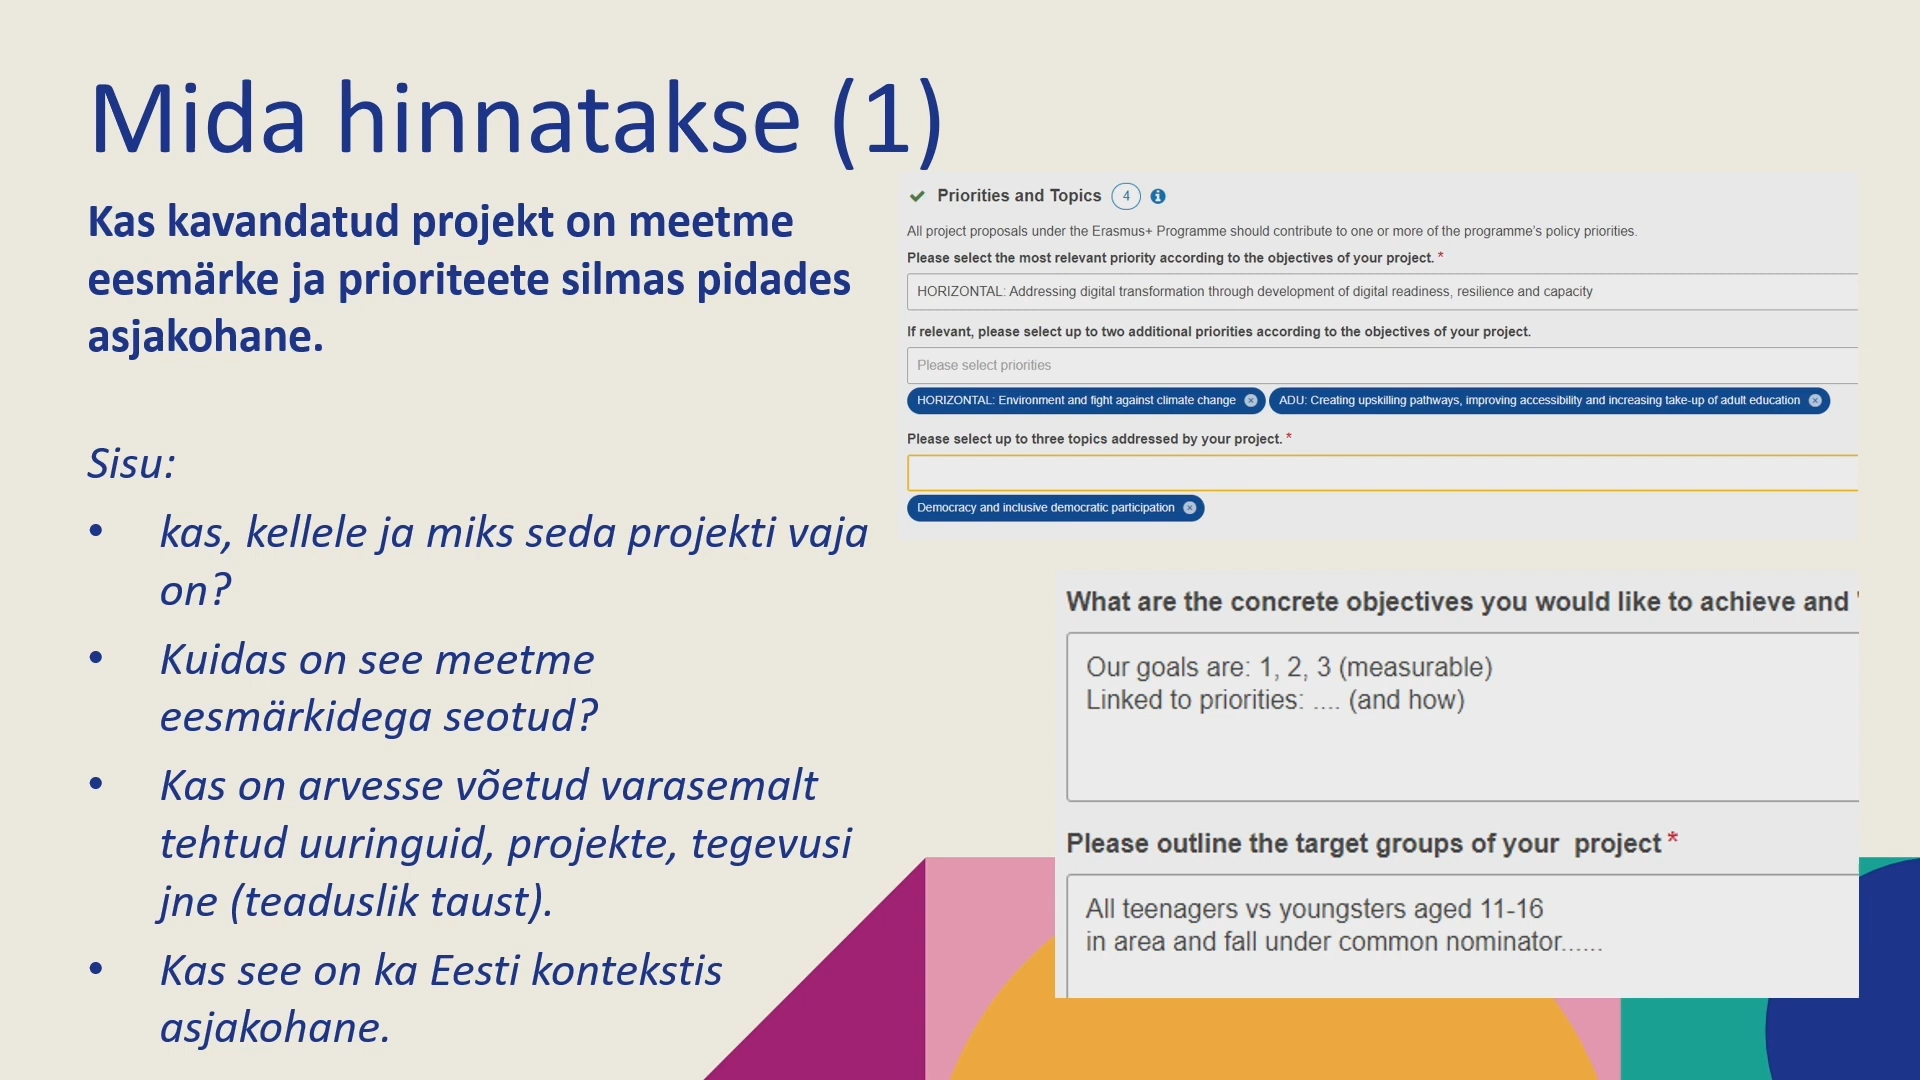 Mida hinnatakse (1)
Kas kavandatud projekt on meetme
eesmärke ja prioriteete silmas pidades
asjakohane.
Sisu:
• kas, kellele ja miks seda projekti vaja
on?
• Kuidas on see meetme
eesmärkidega seotud?
• Kas on arvesse võetud varasemalt
tehtud uuringuid, projekte, tegevusi
jne (teaduslik taust).
• Kas see on ka Eesti kontekstis
asjakohane.
Priorities and Topics 4
All project proposals under the Erasmus+ Programme should contribute to one or more of the programme's policy priorities.
Please select the most relevant priority according to the objectives of your project. *
HORIZONTAL: Addressing digital transformation through development of digital readiness, resilience and capacity
If relevant, please select up to two additional priorities according to the objectives of your project.
Please select priorities
HORIZONTAL: Environment and fight against climate change ADU: Creating upskilling pathways, improving accessibility and increasing take-up of adult education
Please select up to three topics addressed by your project. *
Democracy and inclusive democratic participation
What are the concrete objectives you would like to achieve and
Our goals are: 1, 2, 3 (measurable)
Linked to priorities: .... (and how)
Please outline the target groups of your project *
All teenagers vs youngsters aged 11-16
in area and fall under common nominator......